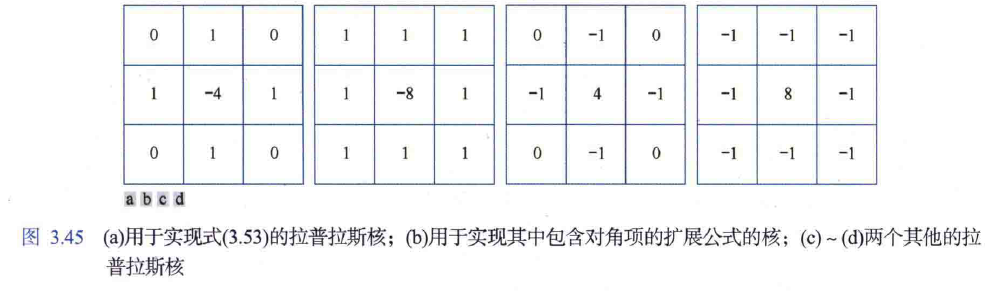 0 1 0 1 1 1 0 -1 0 -1 -1 -1
1 -4 1 1 -8 1 -1 4 -1 -1 8 -1
0 1 0 1 1 1 0 -1 0 -1 -1 -1
a b c d
图 3.45 (a)用于实现式(3.53)的拉普拉斯核；(b)用于实现其中包含对角项的扩展公式的核；(c) ~ (d)两个其他的拉
普拉斯核